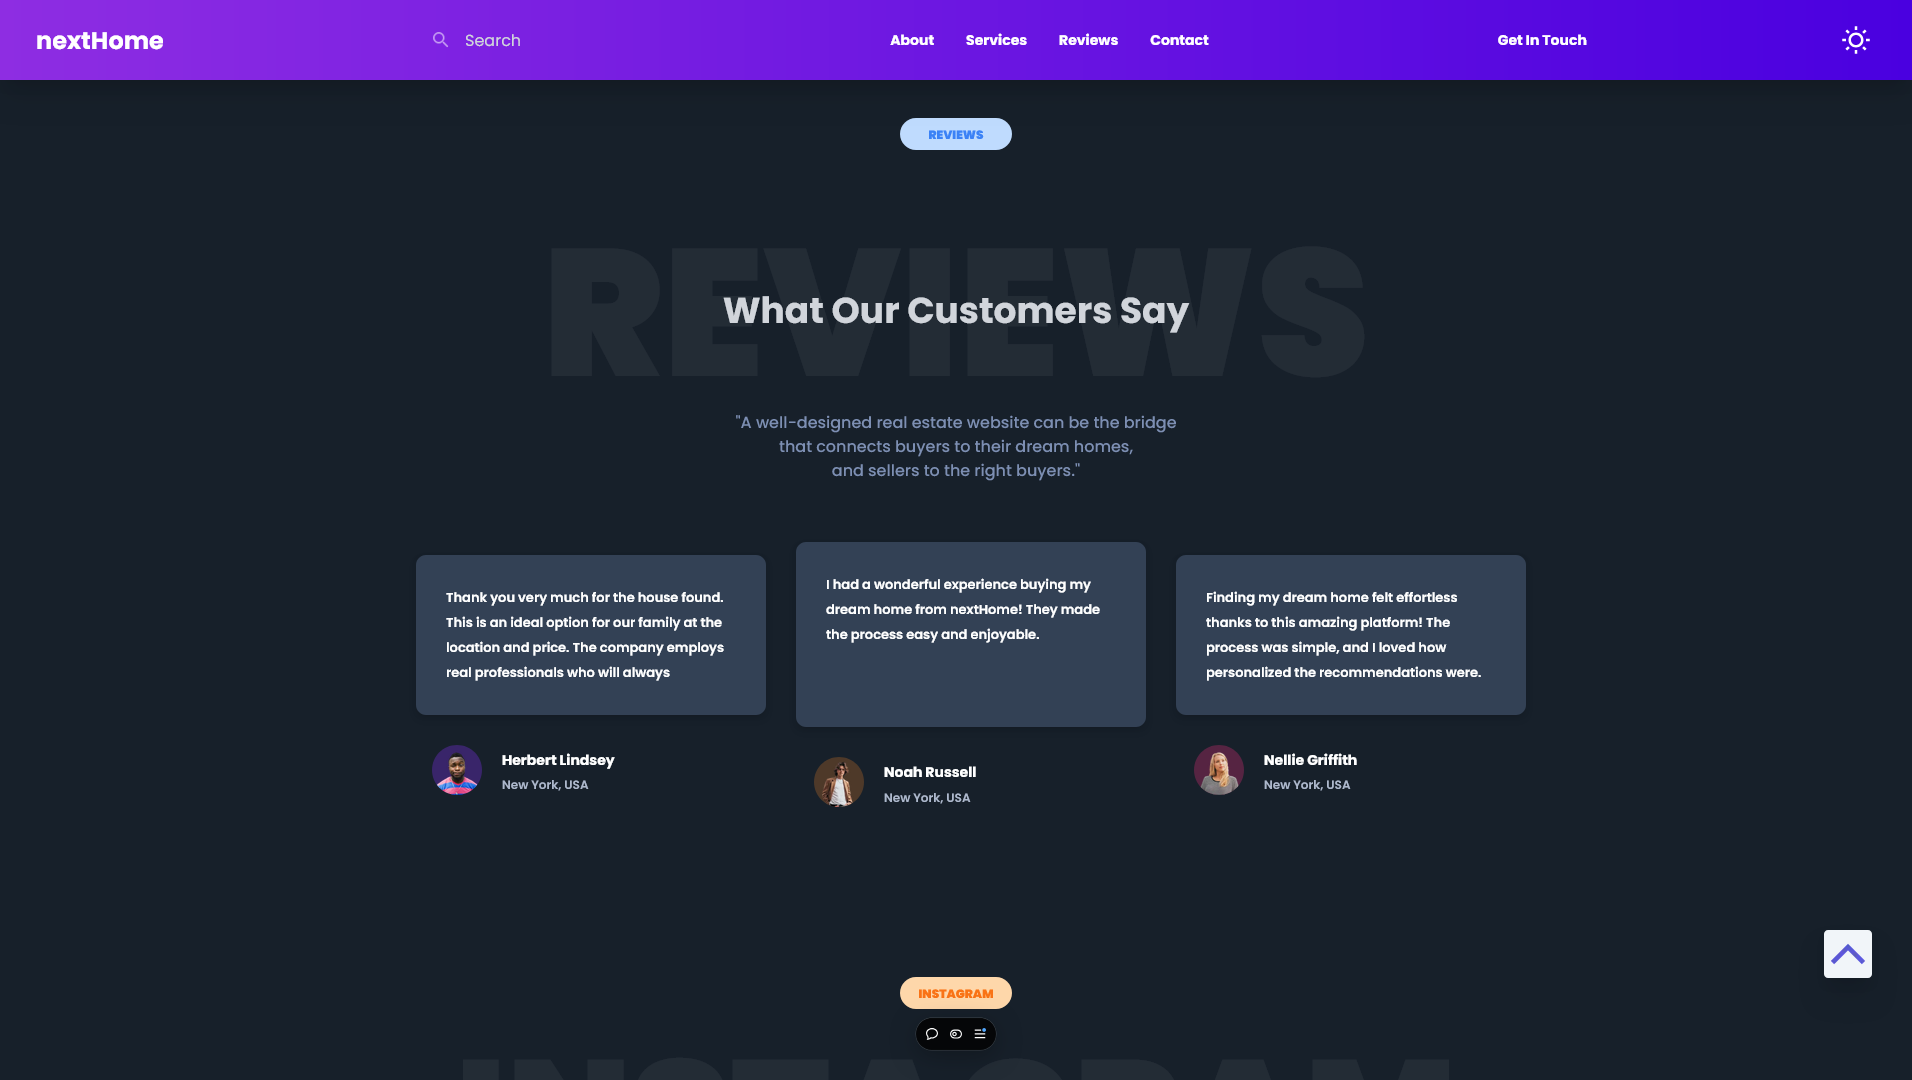 nextHome
Search
About
Services
Reviews
Contact
Get In Touch
REVIEWS
REVIEWS
What Our Customers Say
"A well-designed real estate website can be the bridge
that connects buyers to their dream homes,
and sellers to the right buyers."
Thank you very much for the house found.
This is an ideal option for our family at the
location and price. The company employs
real professionals who will always
Herbert Lindsey
New York, USA
I had a wonderful experience buying my
dream home from nextHome! They made
the process easy and enjoyable.
Noah Russell
New York, USA
Finding my dream home felt effortless
thanks to this amazing platform! The
process was simple, and I loved how
personalized the recommendations were.
Nellie Griffith
New York, USA
INSTAGRAM
INSTAGRAM